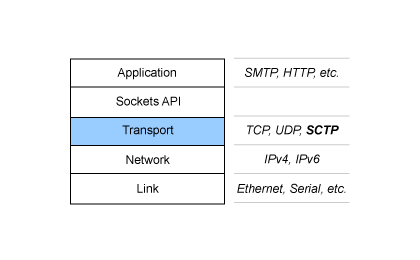 Application SMTP, HTTP, etc.
Sockets API
Transport TCP, UDP, SCTP
Network IPv4, IPv6
Link Ethernet, Serial, etc.